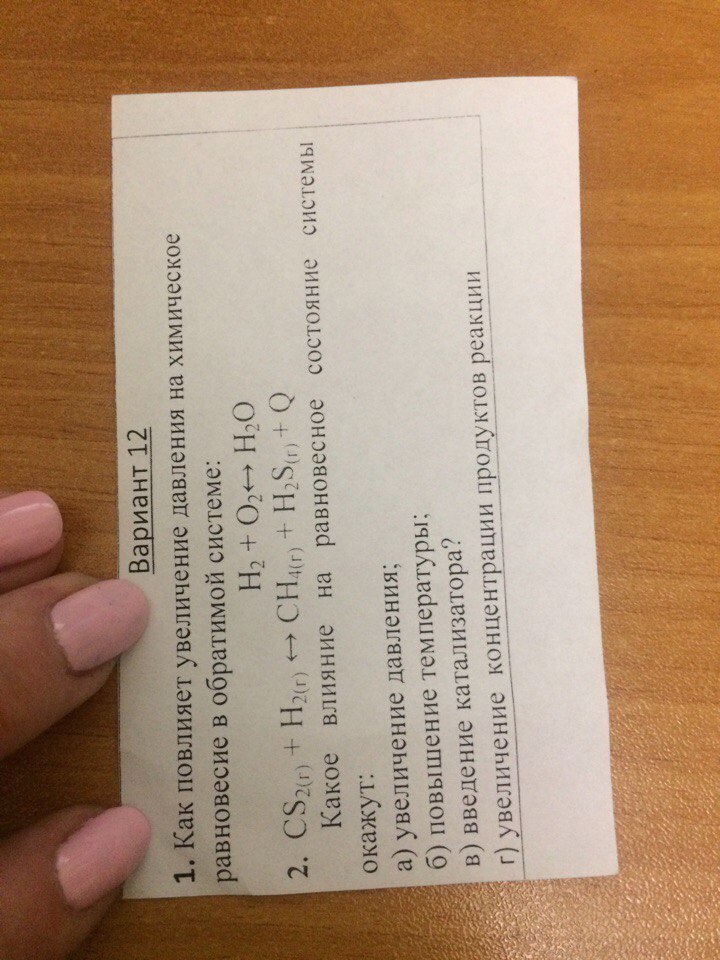 Вариант 12
1. Как повлияет увеличение давления на химическое
равновесие в обратимой системе:
H₂ + O₂ ↔ H₂O
2. CS₂₍г₎ + H₂₍г₎ ↔ CH₄₍г₎ + H₂S₍г₎ + Q
Какое влияние на равновесное состояние системы
окажут:
а) увеличение давления;
б) повышение температуры;
в) введение катализатора?
г) увеличение концентрации продуктов реакции